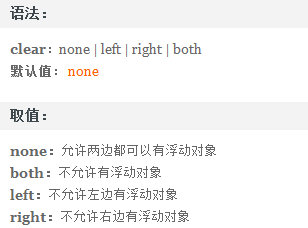 语法：
clear：none | left | right | both
默认值：none
取值：
none：允许两边都可以有浮动对象
both：不允许有浮动对象
left：不允许左边有浮动对象
right：不允许右边有浮动对象